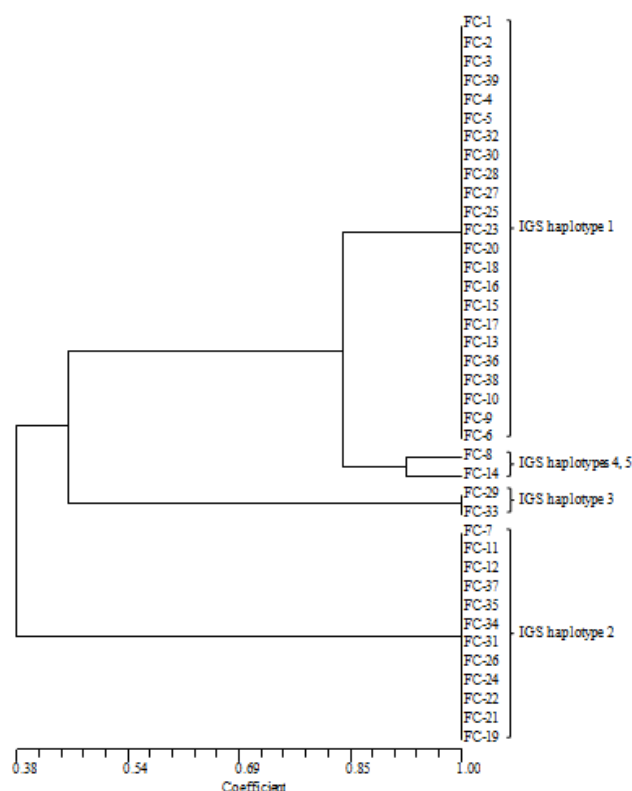 FC-1
FC-2
FC-3
FC-39
FC-4
FC-5
FC-32
FC-30
FC-28
FC-27
FC-25
FC-23
IGS haplotype 1
FC-20
FC-18
FC-16
FC-15
FC-17
FC-13
FC-36
FC-38
FC-10
FC-9
FC-6
FC-8
IGS haplotypes 4, 5
FC-14
FC-29
IGS haplotype 3
FC-33
FC-7
FC-11
FC-12
FC-37
FC-35
FC-34
IGS haplotype 2
FC-31
FC-26
FC-24
FC-22
FC-21
FC-19
0.38 0.54 0.69 0.85 1.00
Coefficient